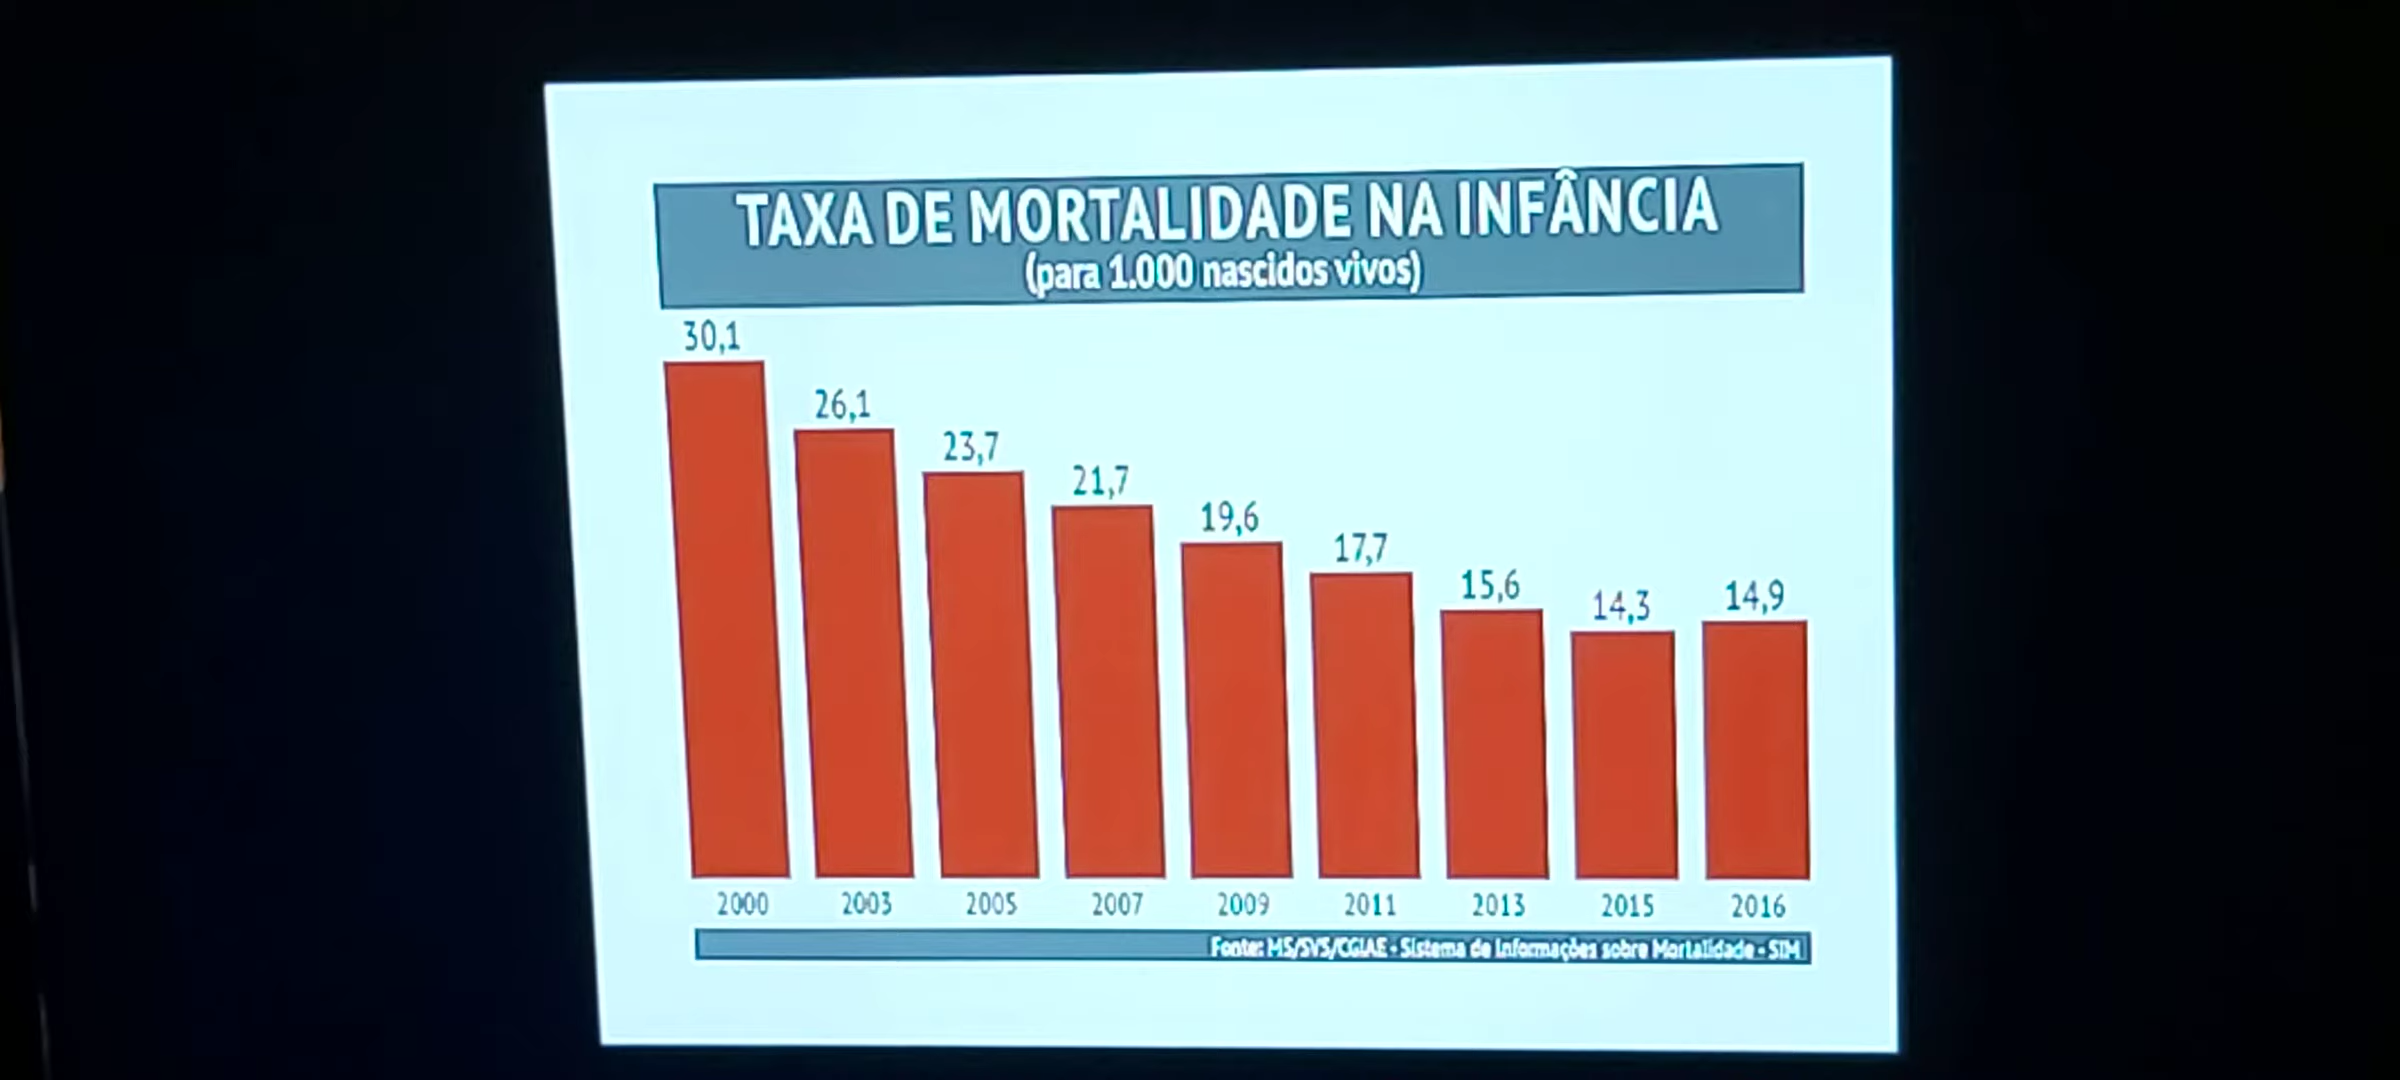 TAXA DE MORTALIDADE NA INFÂNCIA
(para 1.000 nascidos vivos)
30,1
26,1
23,7
21,7
19,6
17,7
15,6
14,3
14,9
2000 2003 2005 2007 2009 2011 2013 2015 2016
Fonte: MS/SVS/CGIAE - Sistema de Informações sobre Mortalidade - SIM